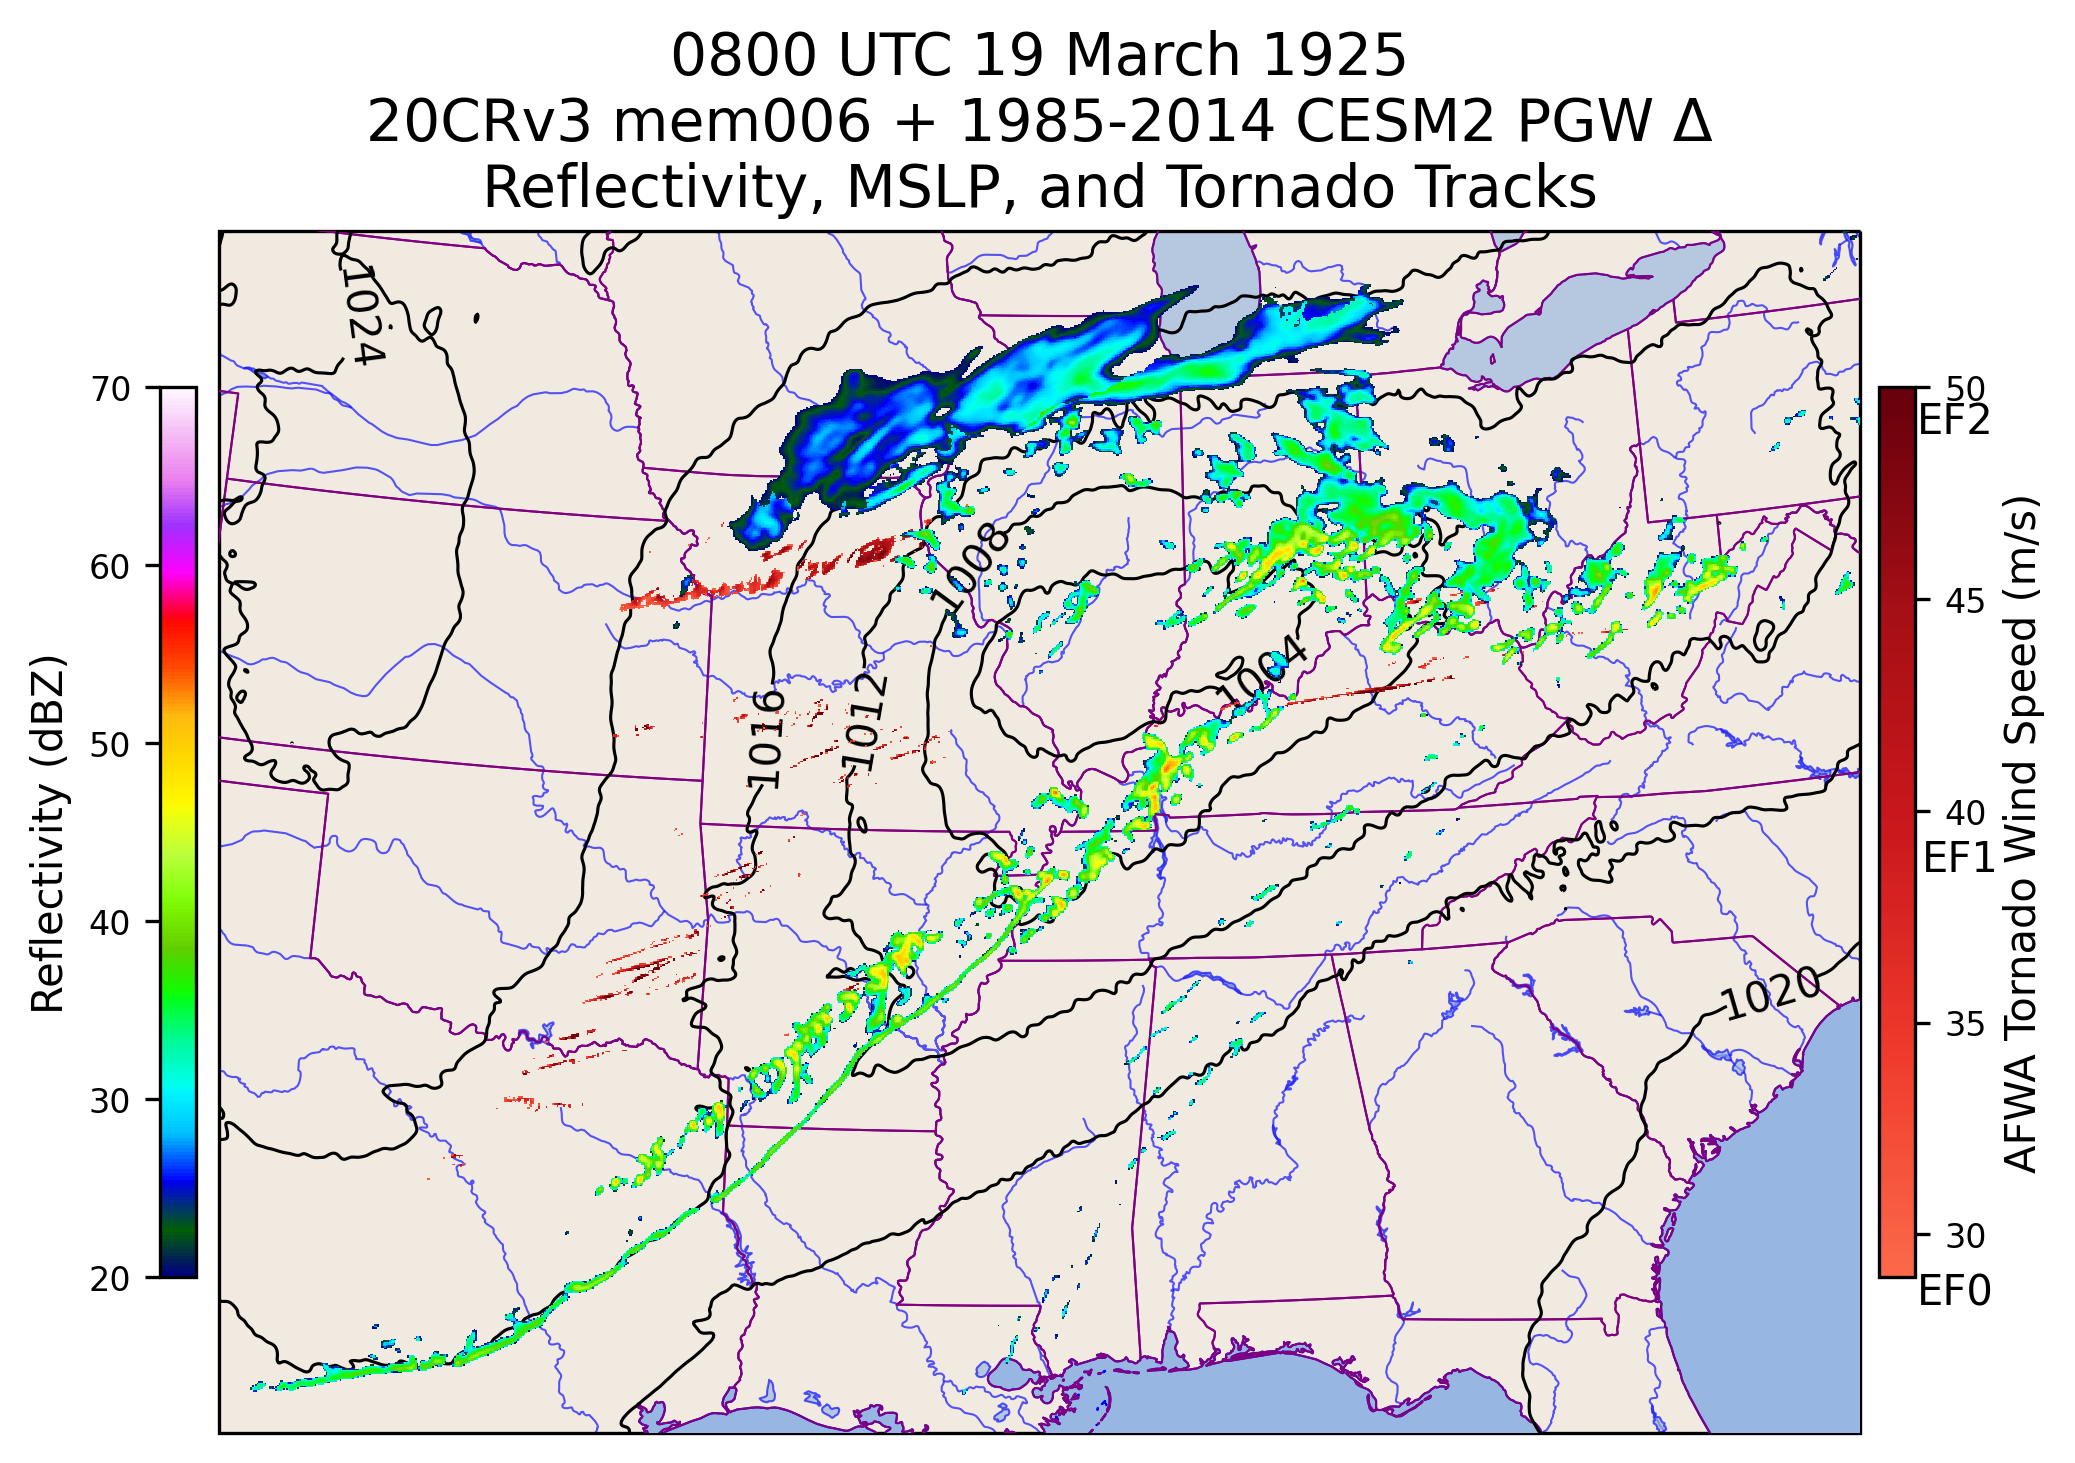 0800 UTC 19 March 1925
20CRv3 mem006 + 1985-2014 CESM2 PGW Δ
Reflectivity, MSLP, and Tornado Tracks
Reflectivity (dBZ)
70
60
50
40
30
20
1024
1008
1004
1016
1012
1020
50
EF2
45
40
EF1
35
30
EF0
AFWA Tornado Wind Speed (m/s)